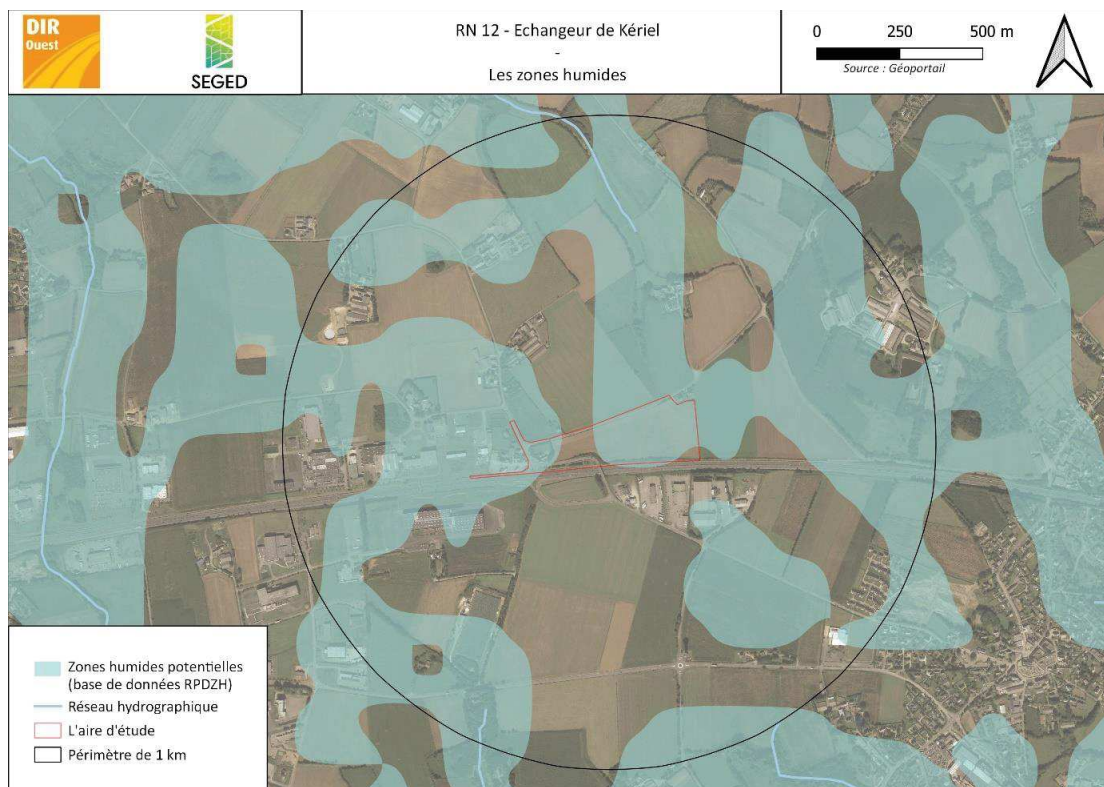 DIR
Ouest
SEGED
RN 12 - Echangeur de Kériel
-
Les zones humides
0 250 500 m
Source : Géoportail
Zones humides potentielles
(base de données RPDZH)
Réseau hydrographique
L'aire d'étude
Périmètre de 1 km